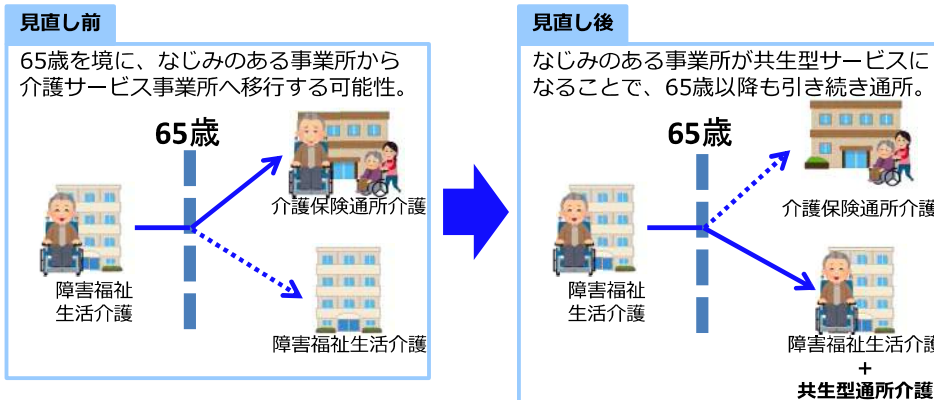 見直し前
65歳を境に、なじみのある事業所から
介護サービス事業所へ移行する可能性。
65歳
介護保険通所介護
障害福祉
生活介護
障害福祉生活介護
見直し後
なじみのある事業所が共生型サービスに
なることで、65歳以降も引き続き通所。
65歳
介護保険通所介護
障害福祉
生活介護
障害福祉生活介護
+
共生型通所介護